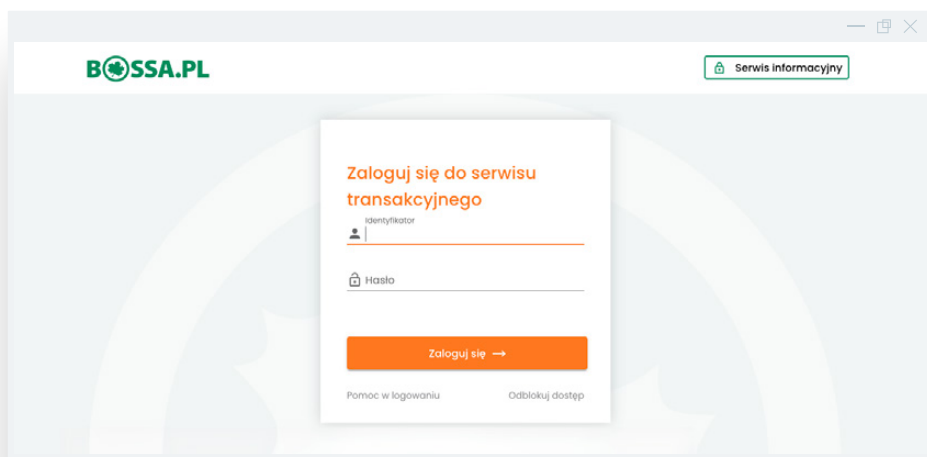 BOSSA.PL
Serwis informacyjny
Zaloguj się do serwisu
transakcyjnego
Identyfikator
Hasło
Zaloguj się →
Pomoc w logowaniu
Odblokuj dostęp